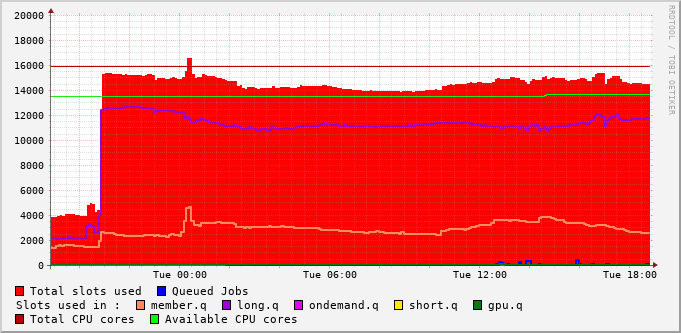 20000
18000
16000
14000
12000
10000
8000
6000
4000
2000
0
Tue 00:00 Tue 06:00 Tue 12:00 Tue 18:00
RRDTOOL / TOBI OETIKER
Total slots used Queued Jobs
Slots used in : member.q long.q ondemand.q short.q gpu.q
Total CPU cores Available CPU cores